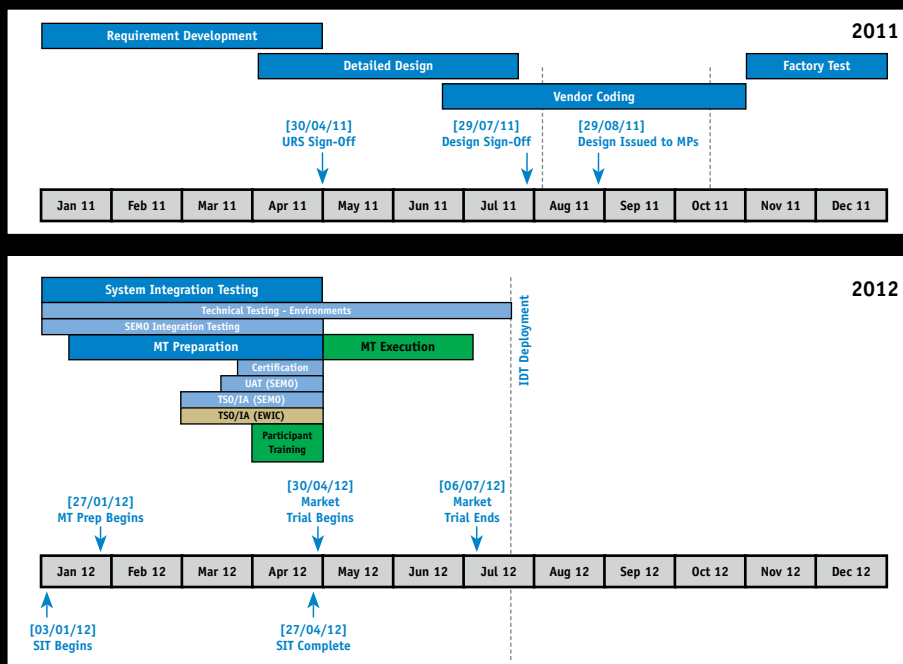 2011
Requirement Development
Detailed Design
Factory Test
Vendor Coding
[30/04/11]
URS Sign-Off
[29/07/11]
Design Sign-Off
[29/08/11]
Design Issued to MPs
Jan 11
Feb 11
Mar 11
Apr 11
May 11
Jun 11
Jul 11
Aug 11
Sep 11
Oct 11
Nov 11
Dec 11
2012
System Integration Testing
Technical Testing - Environments
SEMO Integration Testing
MT Preparation
MT Execution
Certification
UAT (SEMO)
TSO/IA (SEMO)
TSO/IA (EWIC)
Participant
Training
IDT Deployment
[27/01/12]
MT Prep Begins
[30/04/12]
Market
Trial Begins
[06/07/12]
Market
Trial Ends
Jan 12
Feb 12
Mar 12
Apr 12
May 12
Jun 12
Jul 12
Aug 12
Sep 12
Oct 12
Nov 12
Dec 12
[03/01/12]
SIT Begins
[27/04/12]
SIT Complete